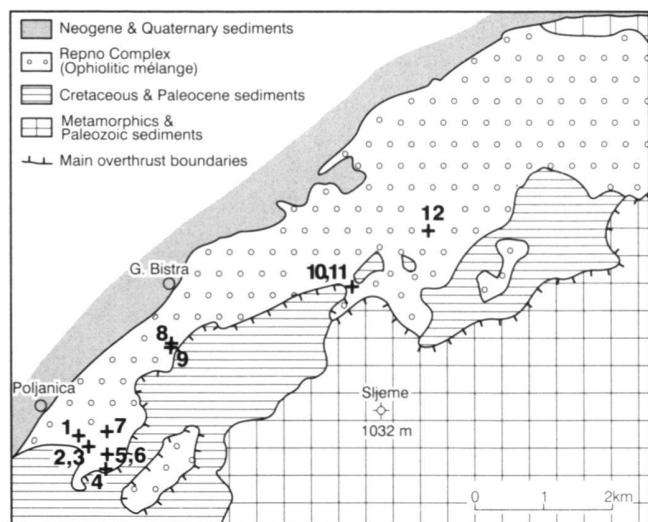 Neogene & Quaternary sediments
Repno Complex
(Ophiolitic mélange)
Cretaceous & Paleocene sediments
Metamorphics &
Paleozoic sediments
Main overthrust boundaries
12
G. Bistra
10,11
8
9
Poljanica
Sljeme
1032 m
1
7
2,3
5,6
4
0 1 2km